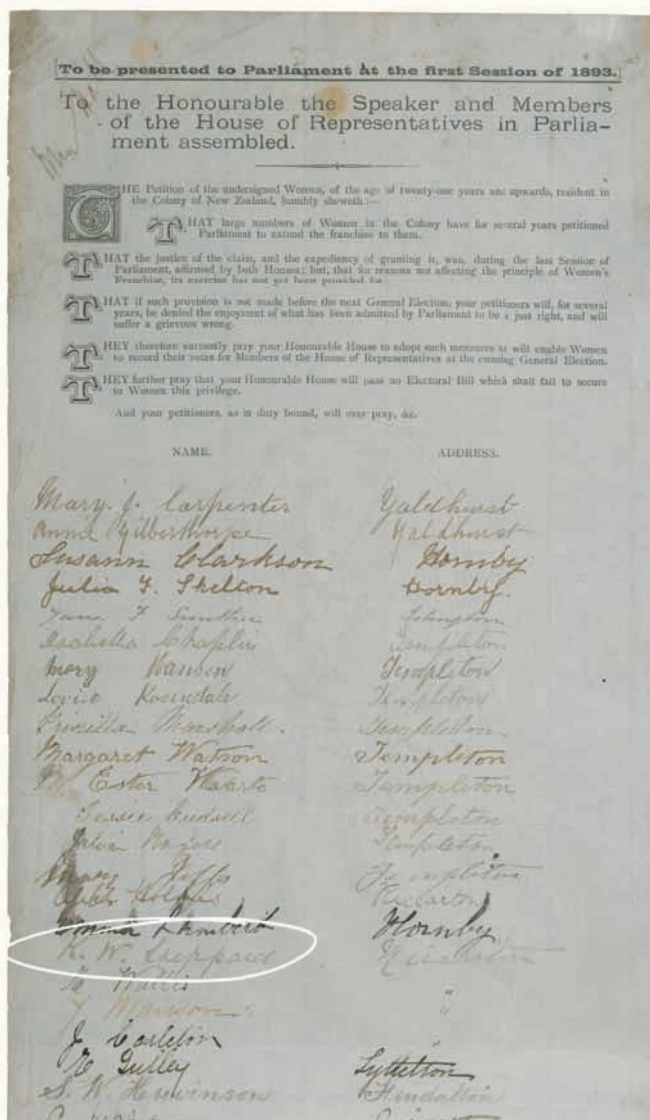 To be presented to Parliament at the first Session of 1893.
To the Honourable the Speaker and Members
of the House of Representatives in Parlia-
ment assembled.
THE Petition of the undersigned Women, of the age of twenty-one years and upwards, resident in
the Colony of New Zealand, humbly sheweth:—
THAT large numbers of Women in the Colony have for several years petitioned
Parliament to extend the franchise to them.
THAT the justice of the claim, and the expediency of granting it, was, during the last Session of
Parliament, affirmed by both Houses; but, that for reasons not affecting the principle of Women's
Franchise, its exercise has not yet been provided for.
THAT if such provision is not made before the next General Election, your petitioners will, for several
years, be denied the enjoyment of what has been admitted by Parliament to be a just right, and will
suffer a grievous wrong.
THEY therefore earnestly pray your Honourable House to adopt such measures as will enable Women
to record their votes for Members of the House of Representatives at the ensuing General Election.
THEY further pray that your Honourable House will pass no Electoral Bill which shall fail to secure
to Women this privilege.
And your petitioners, as in duty bound, will ever pray, &c.
NAME. ADDRESS.
Mary. J. Carpenter Yaldhurst
Annie Gilberthorpe Yaldhurst
Susann Clarkson Hornby
Julia F. Shelton Hornby.
Isabella Chaplin Templeton
Mary Hansen Templeton
Templeton
Priscilla Marshall. Templeton
Margaret Watson Templeton
M Ester Templeton
Templeton
Templeton
Mary Templeton
Riccarton
Emma Lambert Hornby
K. W. Sheppard
Wallis
"
J Carleton "
Gulley Lyttelton
S. W.